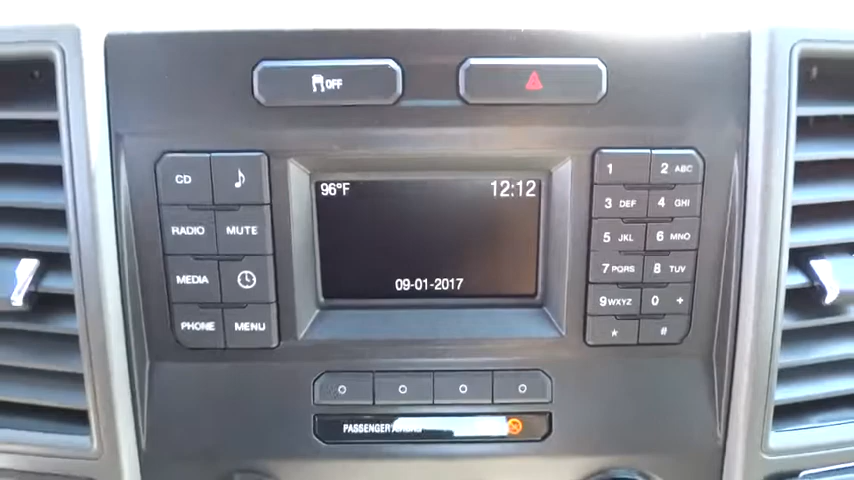 OFF
CD
RADIO MUTE
MEDIA
PHONE MENU
96°F 12:12
09-01-2017
1 2 ABC
3 DEF 4 GHI
5 JKL 6 MNO
7 PQRS 8 TUV
9 WXYZ 0 +
* #
PASSENGER